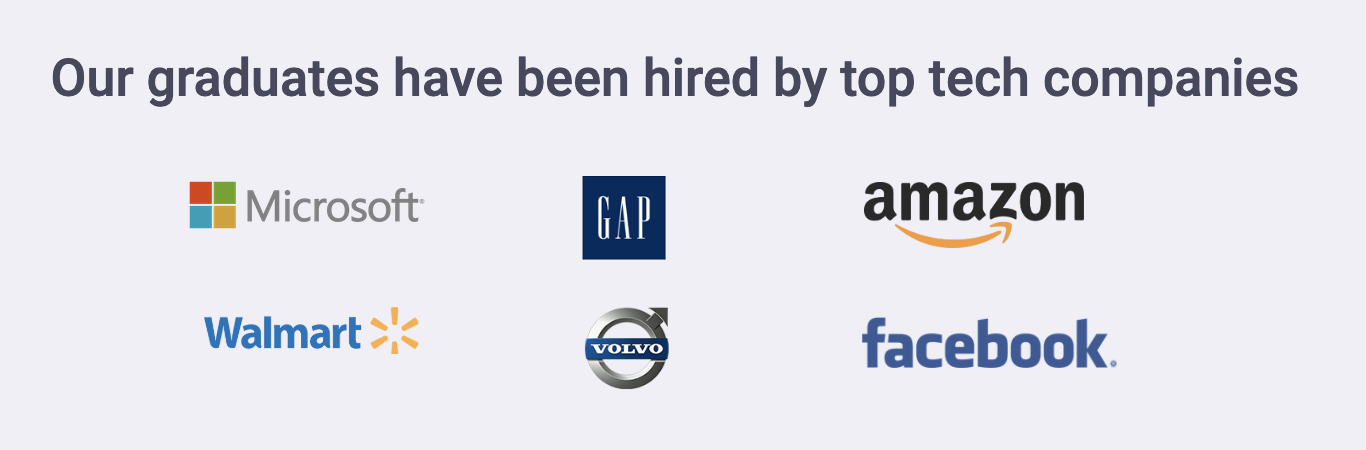 Our graduates have been hired by top tech companies
Microsoft
GAP
amazon
Walmart
VOLVO
facebook